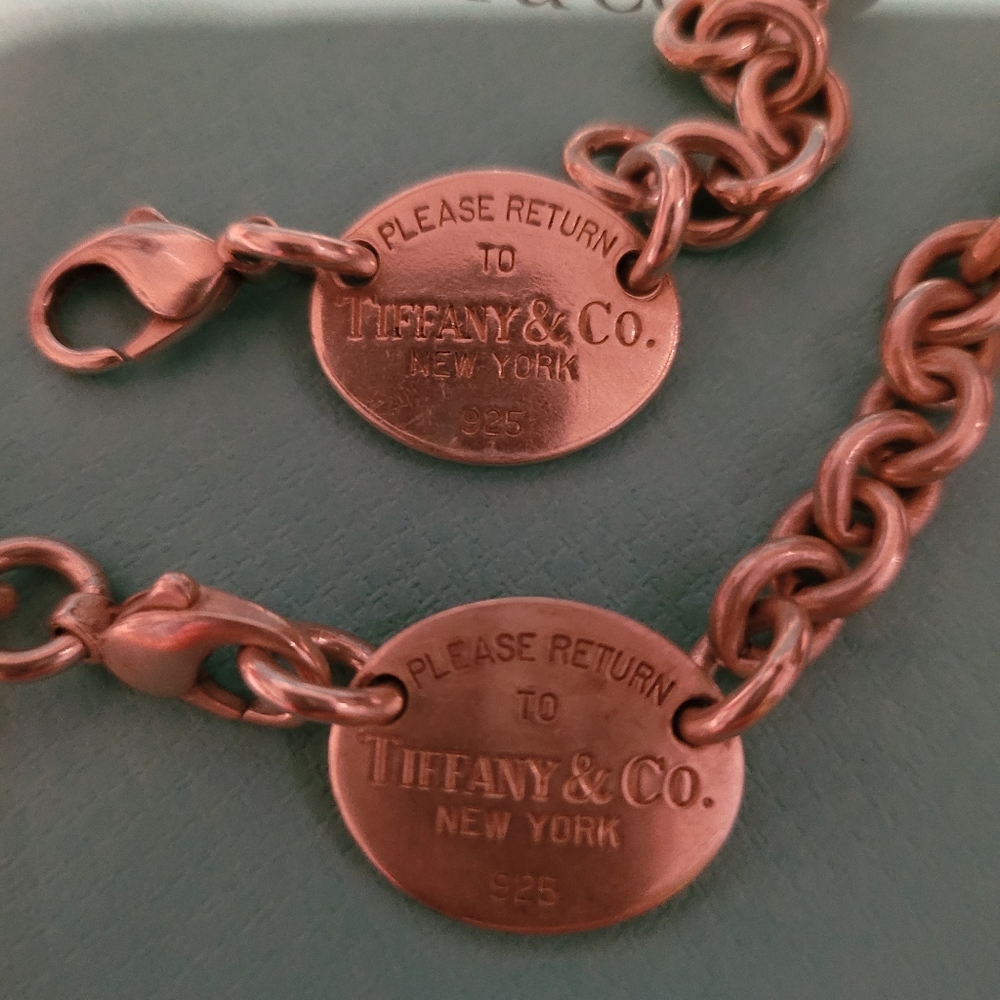 PLEASE RETURN
TO
TIFFANY & CO.
NEW YORK
925
PLEASE RETURN
TO
TIFFANY & CO.
NEW YORK
925